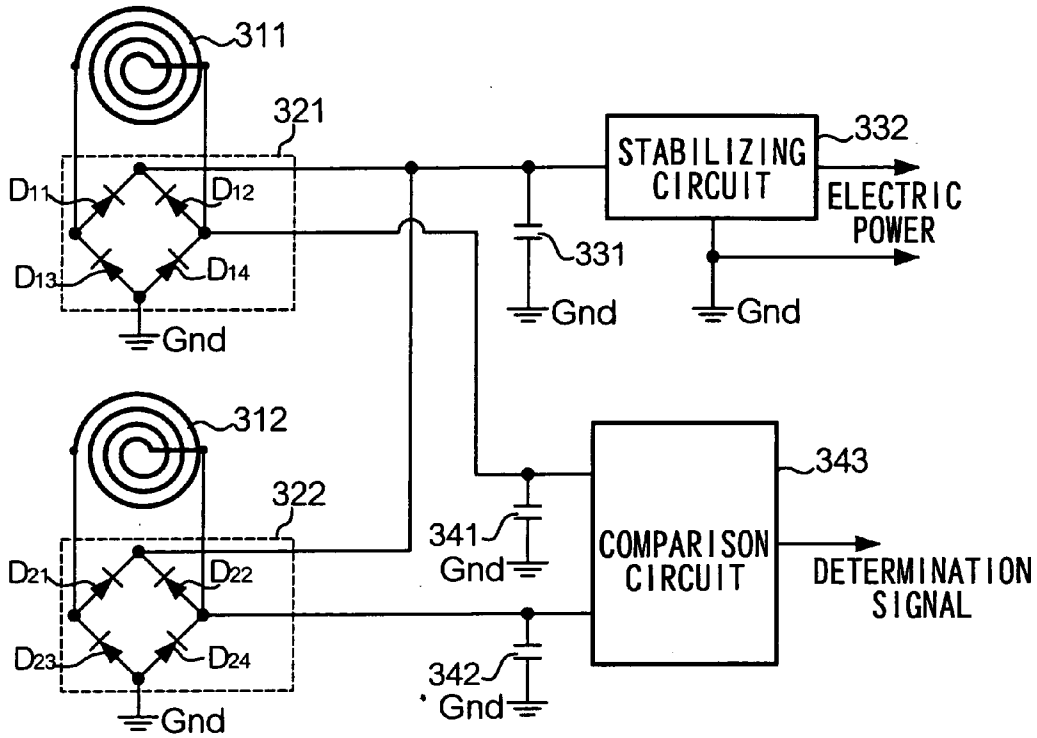 311
321
D11
D12
D13
D14
Gnd
STABILIZING
CIRCUIT
332
ELECTRIC
POWER
331
Gnd
Gnd
312
322
D21
D22
D23
D24
Gnd
341
Gnd
342
Gnd
COMPARISON
CIRCUIT
343
DETERMINATION
SIGNAL